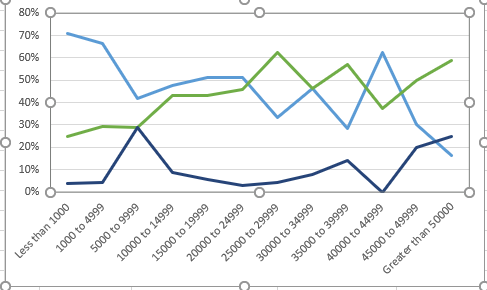 80%
70%
60%
50%
40%
30%
20%
10%
0%
Less than 1000
1000 to 4999
5000 to 9999
10000 to 14999
15000 to 19999
20000 to 24999
25000 to 29999
30000 to 34999
35000 to 39999
40000 to 44999
45000 to 49999
Greater than 50000